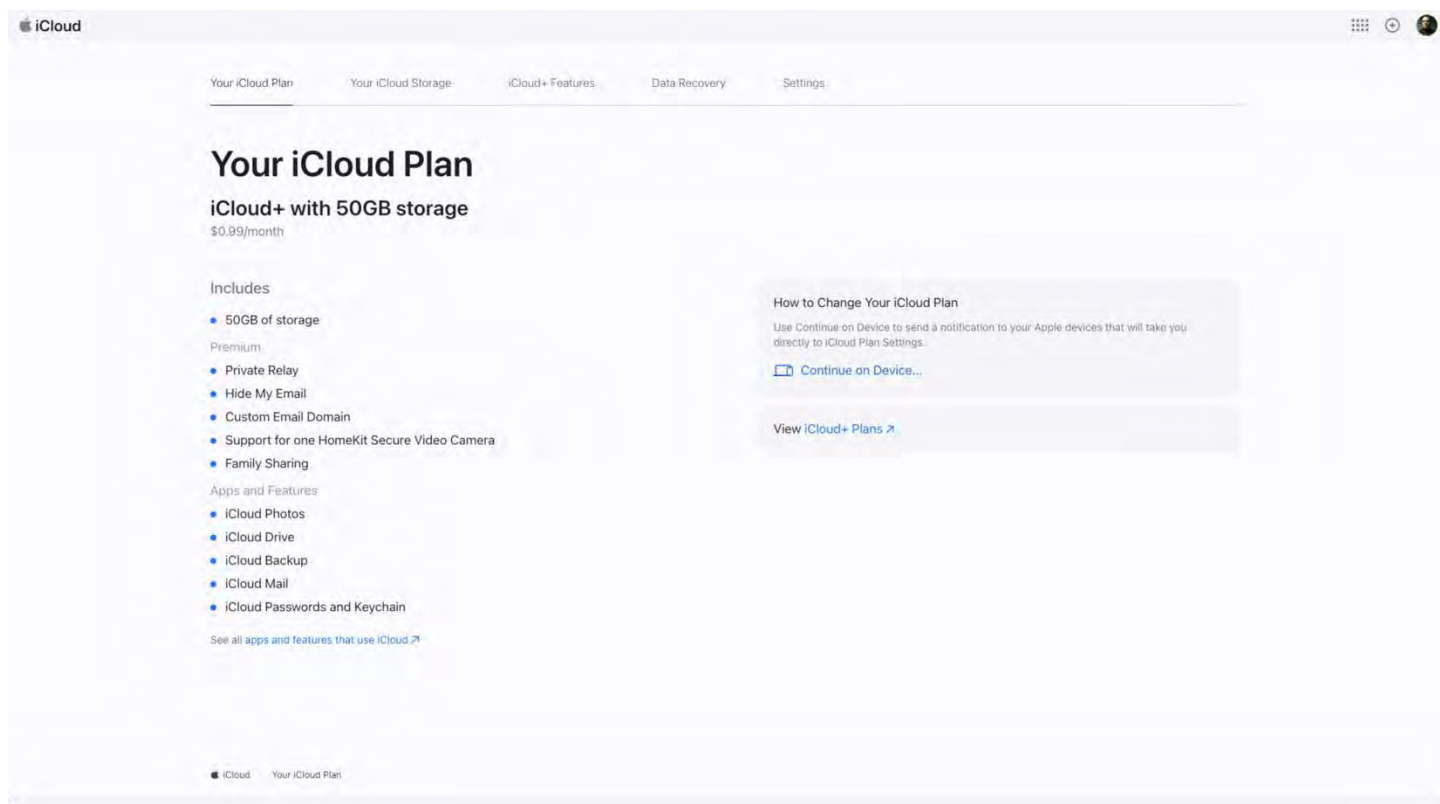 iCloud
Your iCloud Plan
Your iCloud Storage
iCloud+ Features
Data Recovery
Settings
Your iCloud Plan
iCloud+ with 50GB storage
$0.99/month
Includes
50GB of storage
Premium
Private Relay
Hide My Email
Custom Email Domain
Support for one HomeKit Secure Video Camera
Family Sharing
Apps and Features
iCloud Photos
iCloud Drive
iCloud Backup
iCloud Mail
iCloud Passwords and Keychain
See all apps and features that use iCloud ↗
How to Change Your iCloud Plan
Use Continue on Device to send a notification to your Apple devices that will take you
directly to iCloud Plan Settings.
Continue on Device...
View iCloud+ Plans ↗
iCloud
Your iCloud Plan